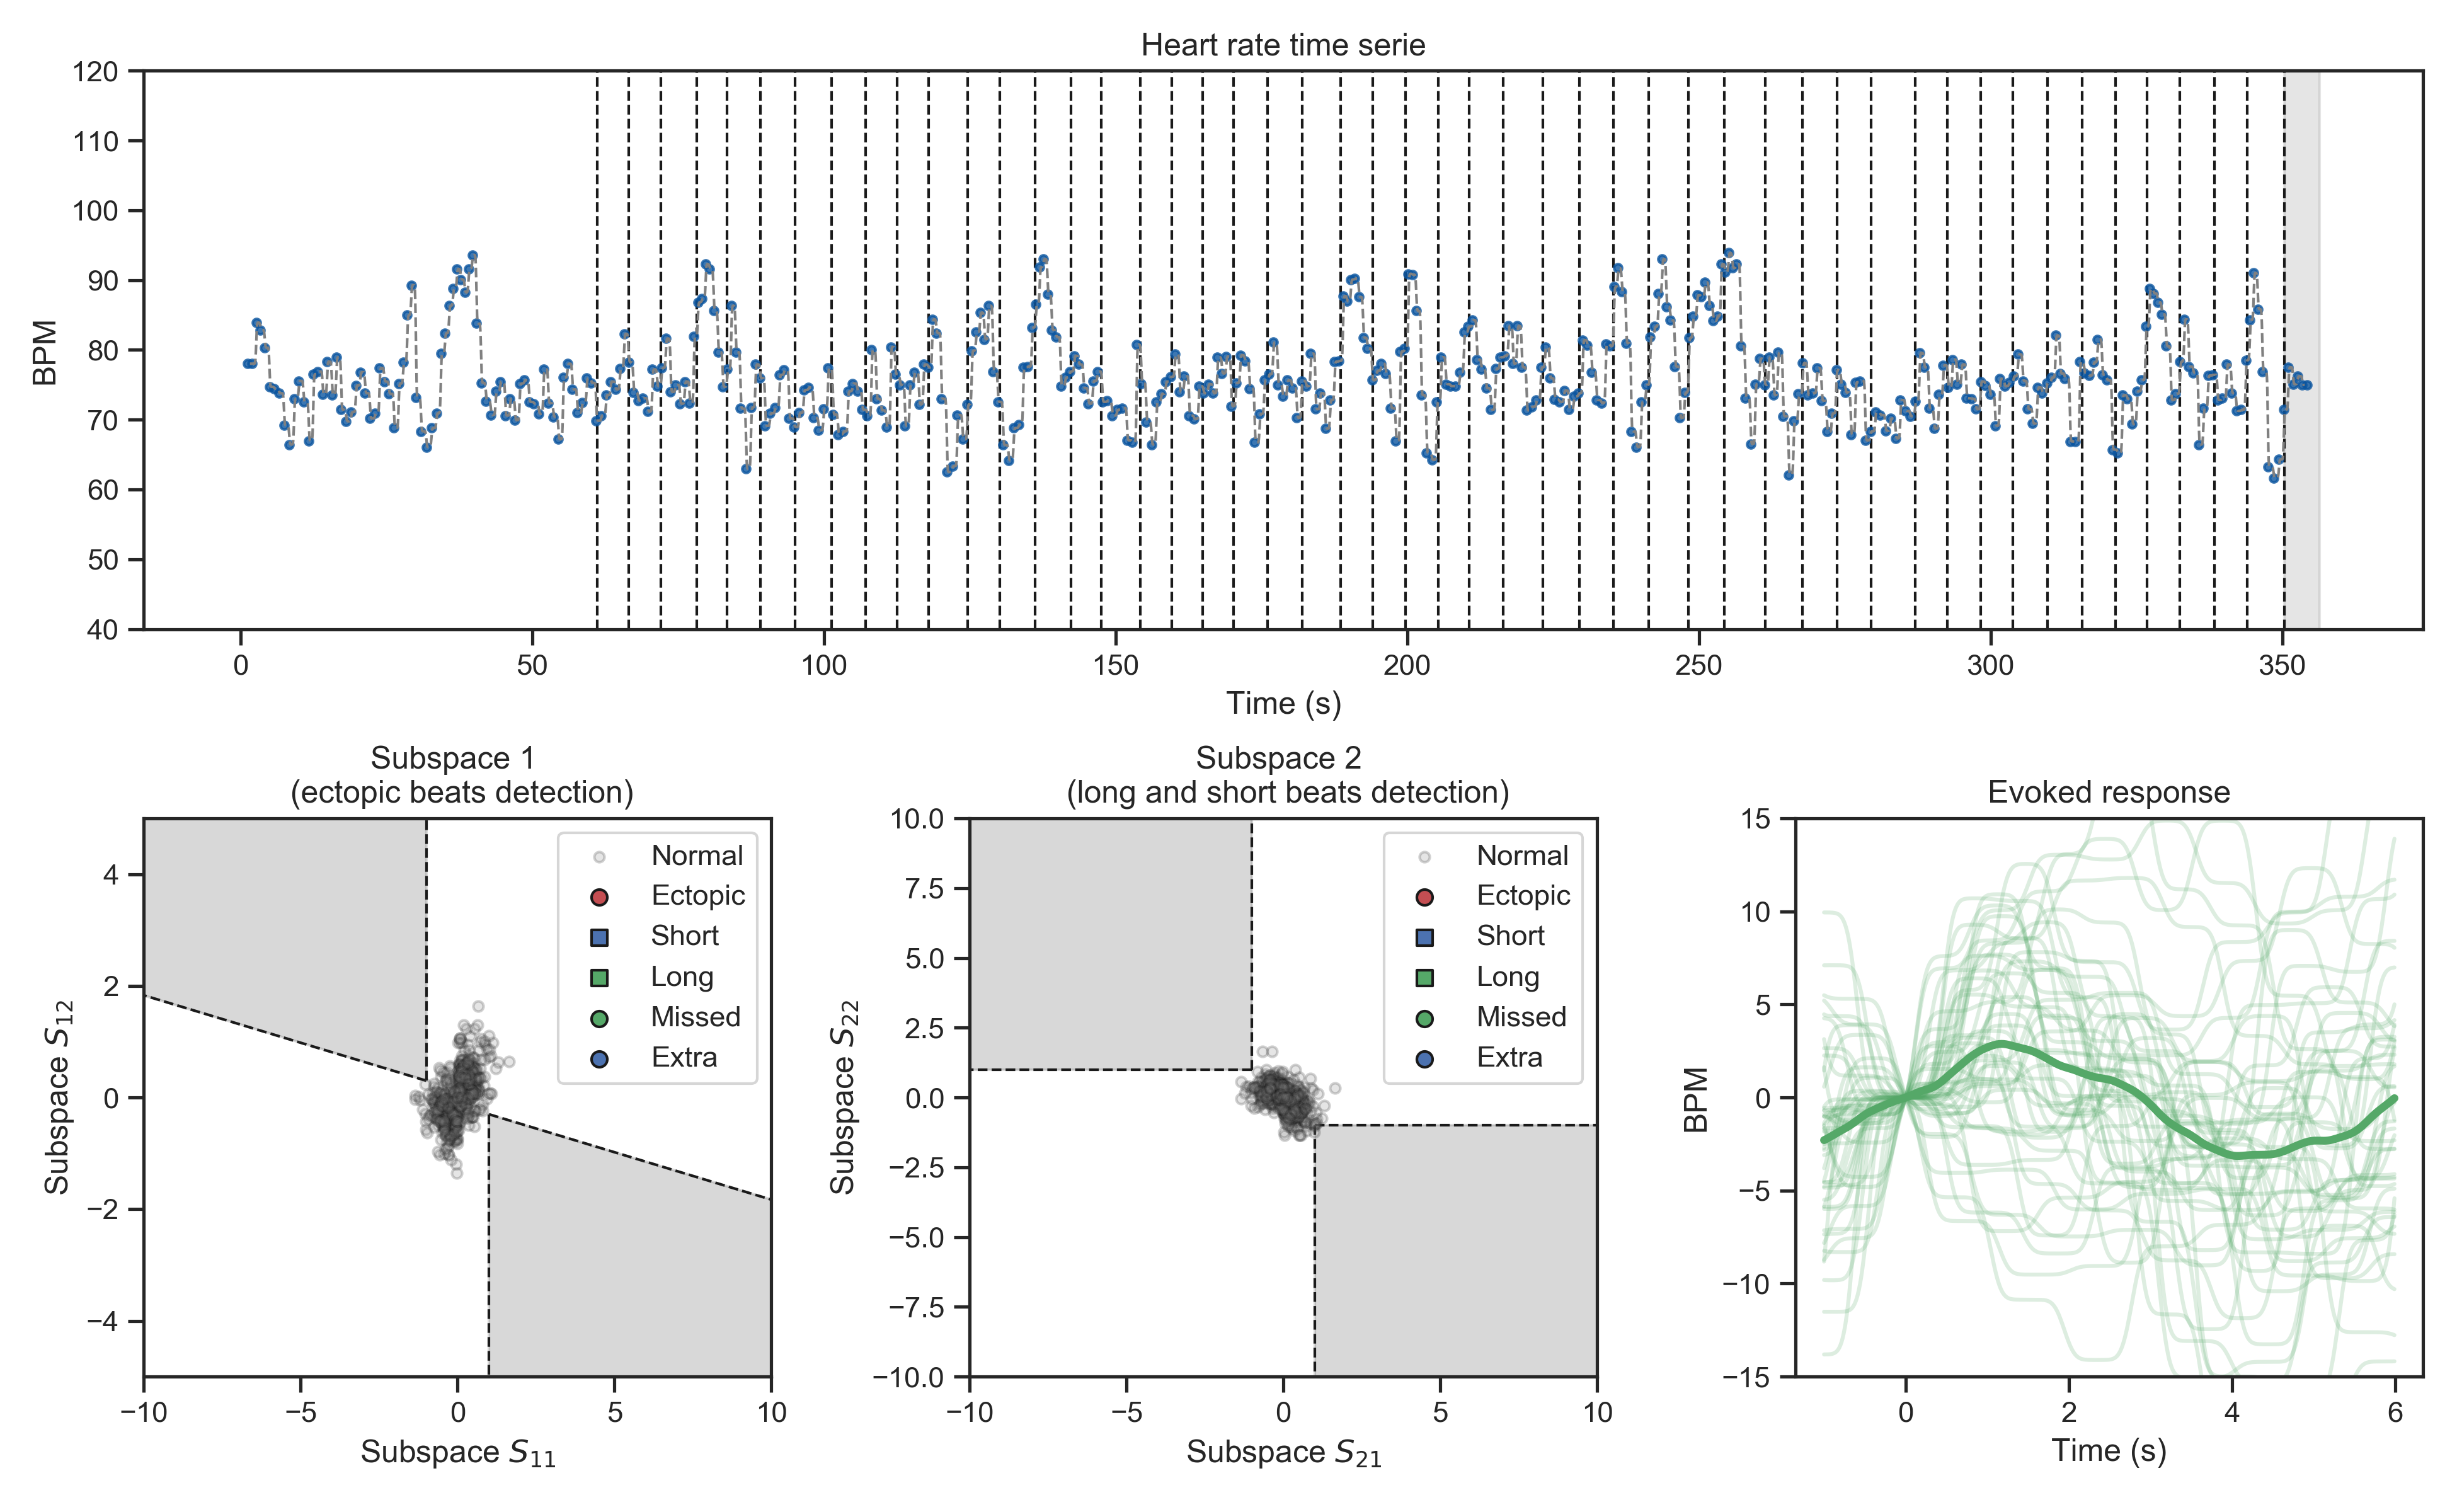 Heart rate time serie
120
110
100
90
80
70
60
50
40
BPM
0 50 100 150 200 250 300 350
Time (s)
Subspace 1
(ectopic beats detection)
4
2
0
−2
−4
Subspace S12
Normal
Ectopic
Short
Long
Missed
Extra
−10 −5 0 5 10
Subspace S11
Subspace 2
(long and short beats detection)
10.0
7.5
5.0
2.5
0.0
−2.5
−5.0
−7.5
−10.0
Subspace S22
Normal
Ectopic
Short
Long
Missed
Extra
−10 −5 0 5 10
Subspace S21
Evoked response
15
10
5
0
−5
−10
−15
BPM
0 2 4 6
Time (s)